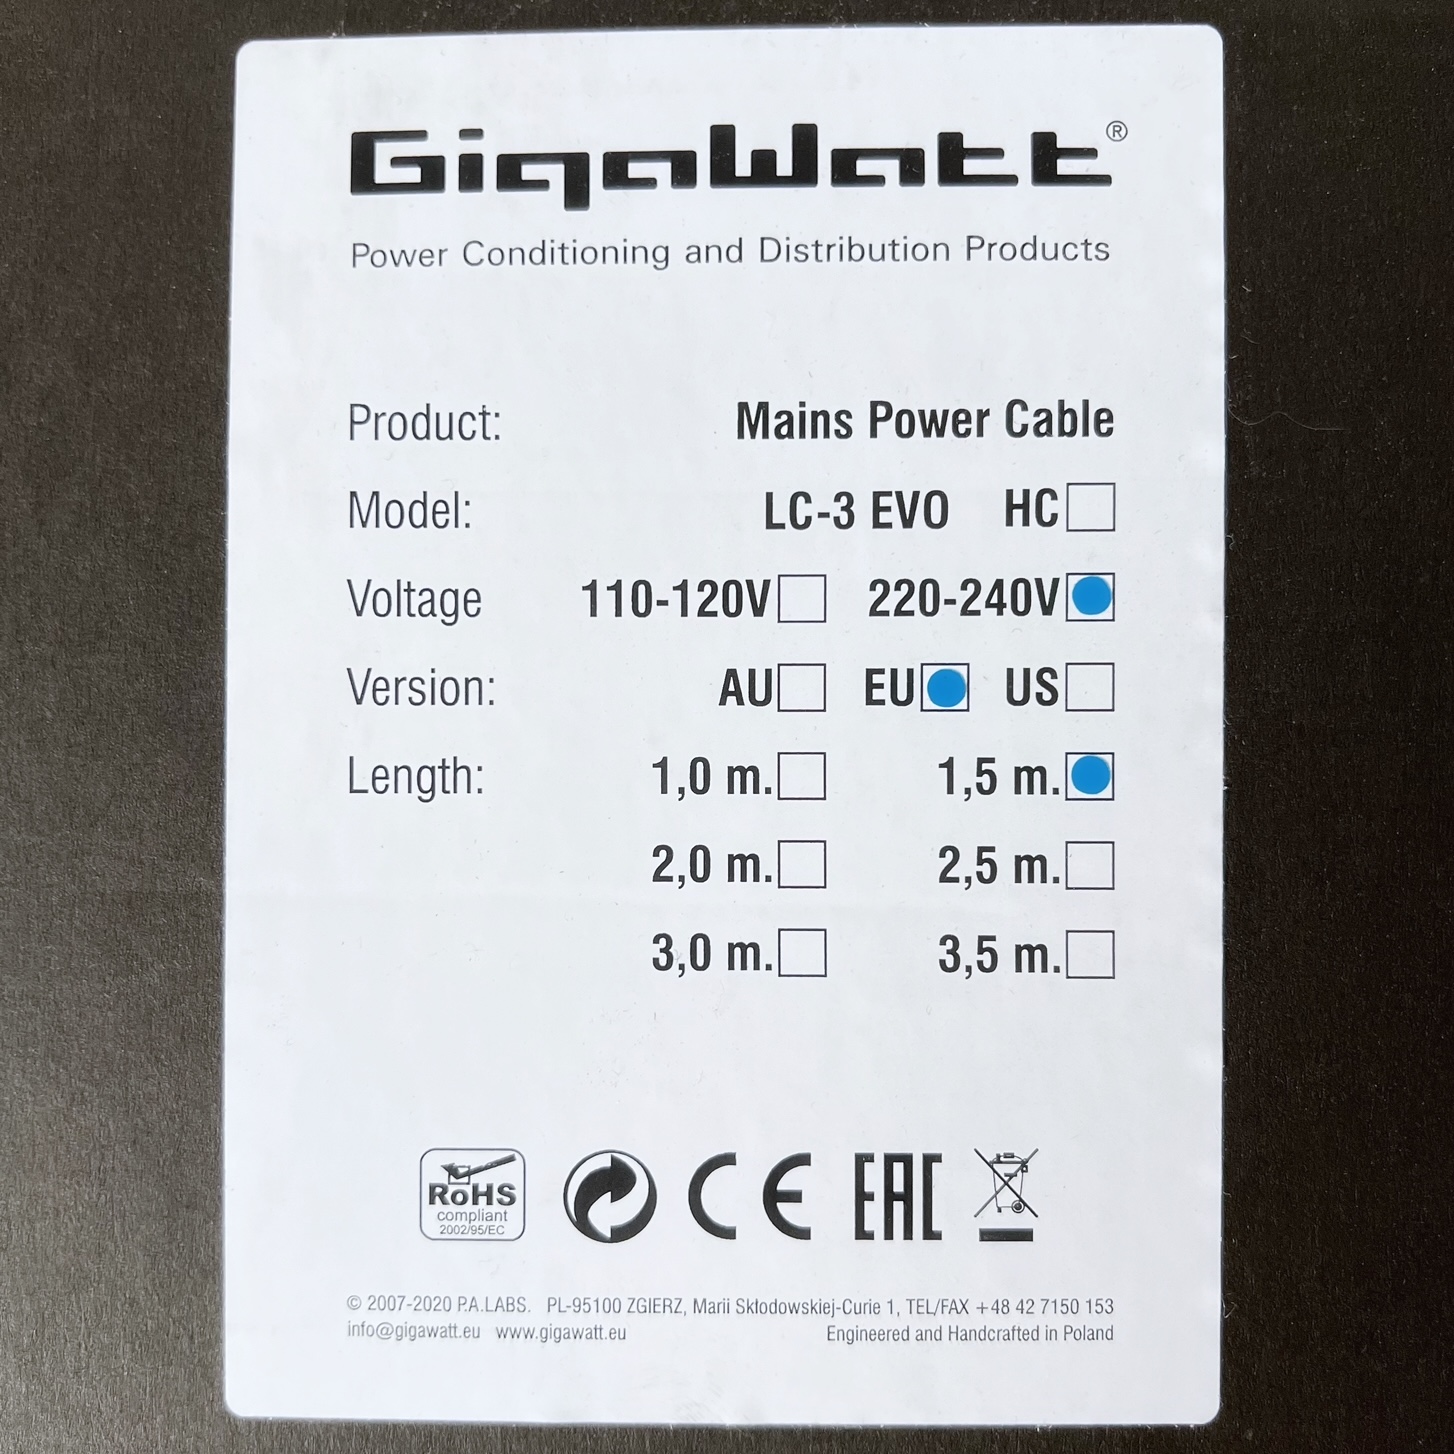 GigaWatt®
Power Conditioning and Distribution Products
Product: Mains Power Cable
Model: LC-3 EVO HC
Voltage 110-120V 220-240V
Version: AU EU US
Length: 1,0 m. 1,5 m.
2,0 m. 2,5 m.
3,0 m. 3,5 m.
RoHS
compliant
2002/95/EC
CE
EAC
© 2007-2020 P.A.LABS. PL-95100 ZGIERZ, Marii Skłodowskiej-Curie 1, TEL/FAX +48 42 7150 153
info@gigawatt.eu www.gigawatt.eu Engineered and Handcrafted in Poland